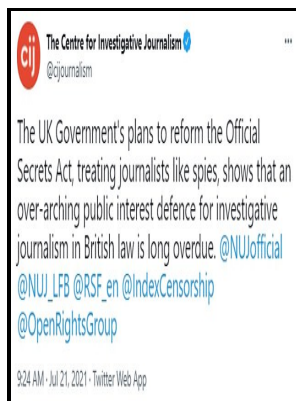 cij
The Centre for Investigative Journalism
@cijournalism
The UK Government's plans to reform the Official
Secrets Act, treating journalists like spies, shows that an
over-arching public interest defence for investigative
journalism in British law is long overdue. @NUJofficial
@NUJ_LFB @RSF_en @IndexCensorship
@OpenRightsGroup
9:24 AM · Jul 21, 2021 · Twitter Web App